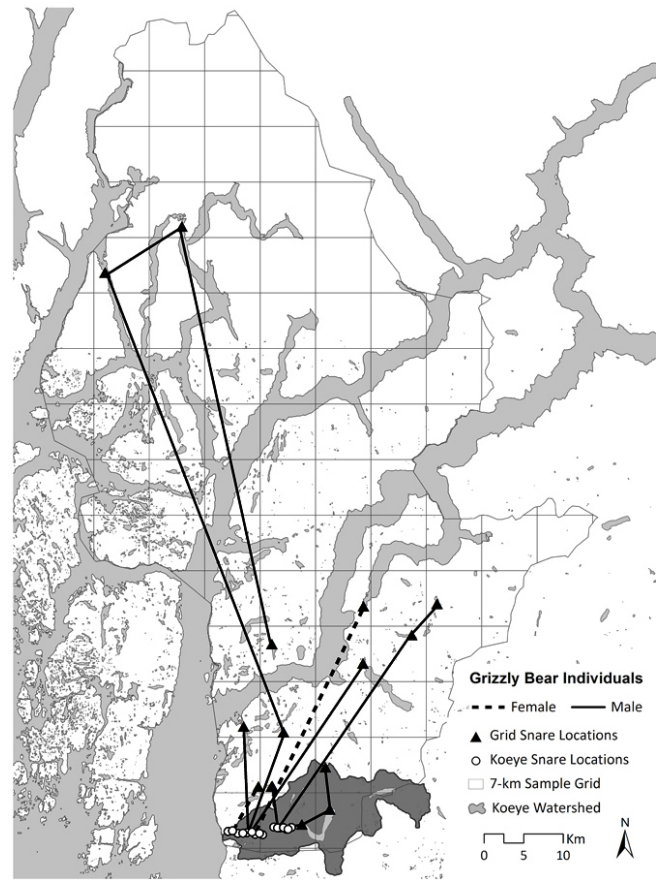 Grizzly Bear Individuals
Female Male
Grid Snare Locations
Koeye Snare Locations
7-km Sample Grid
Koeye Watershed
N
Km
0 5 10